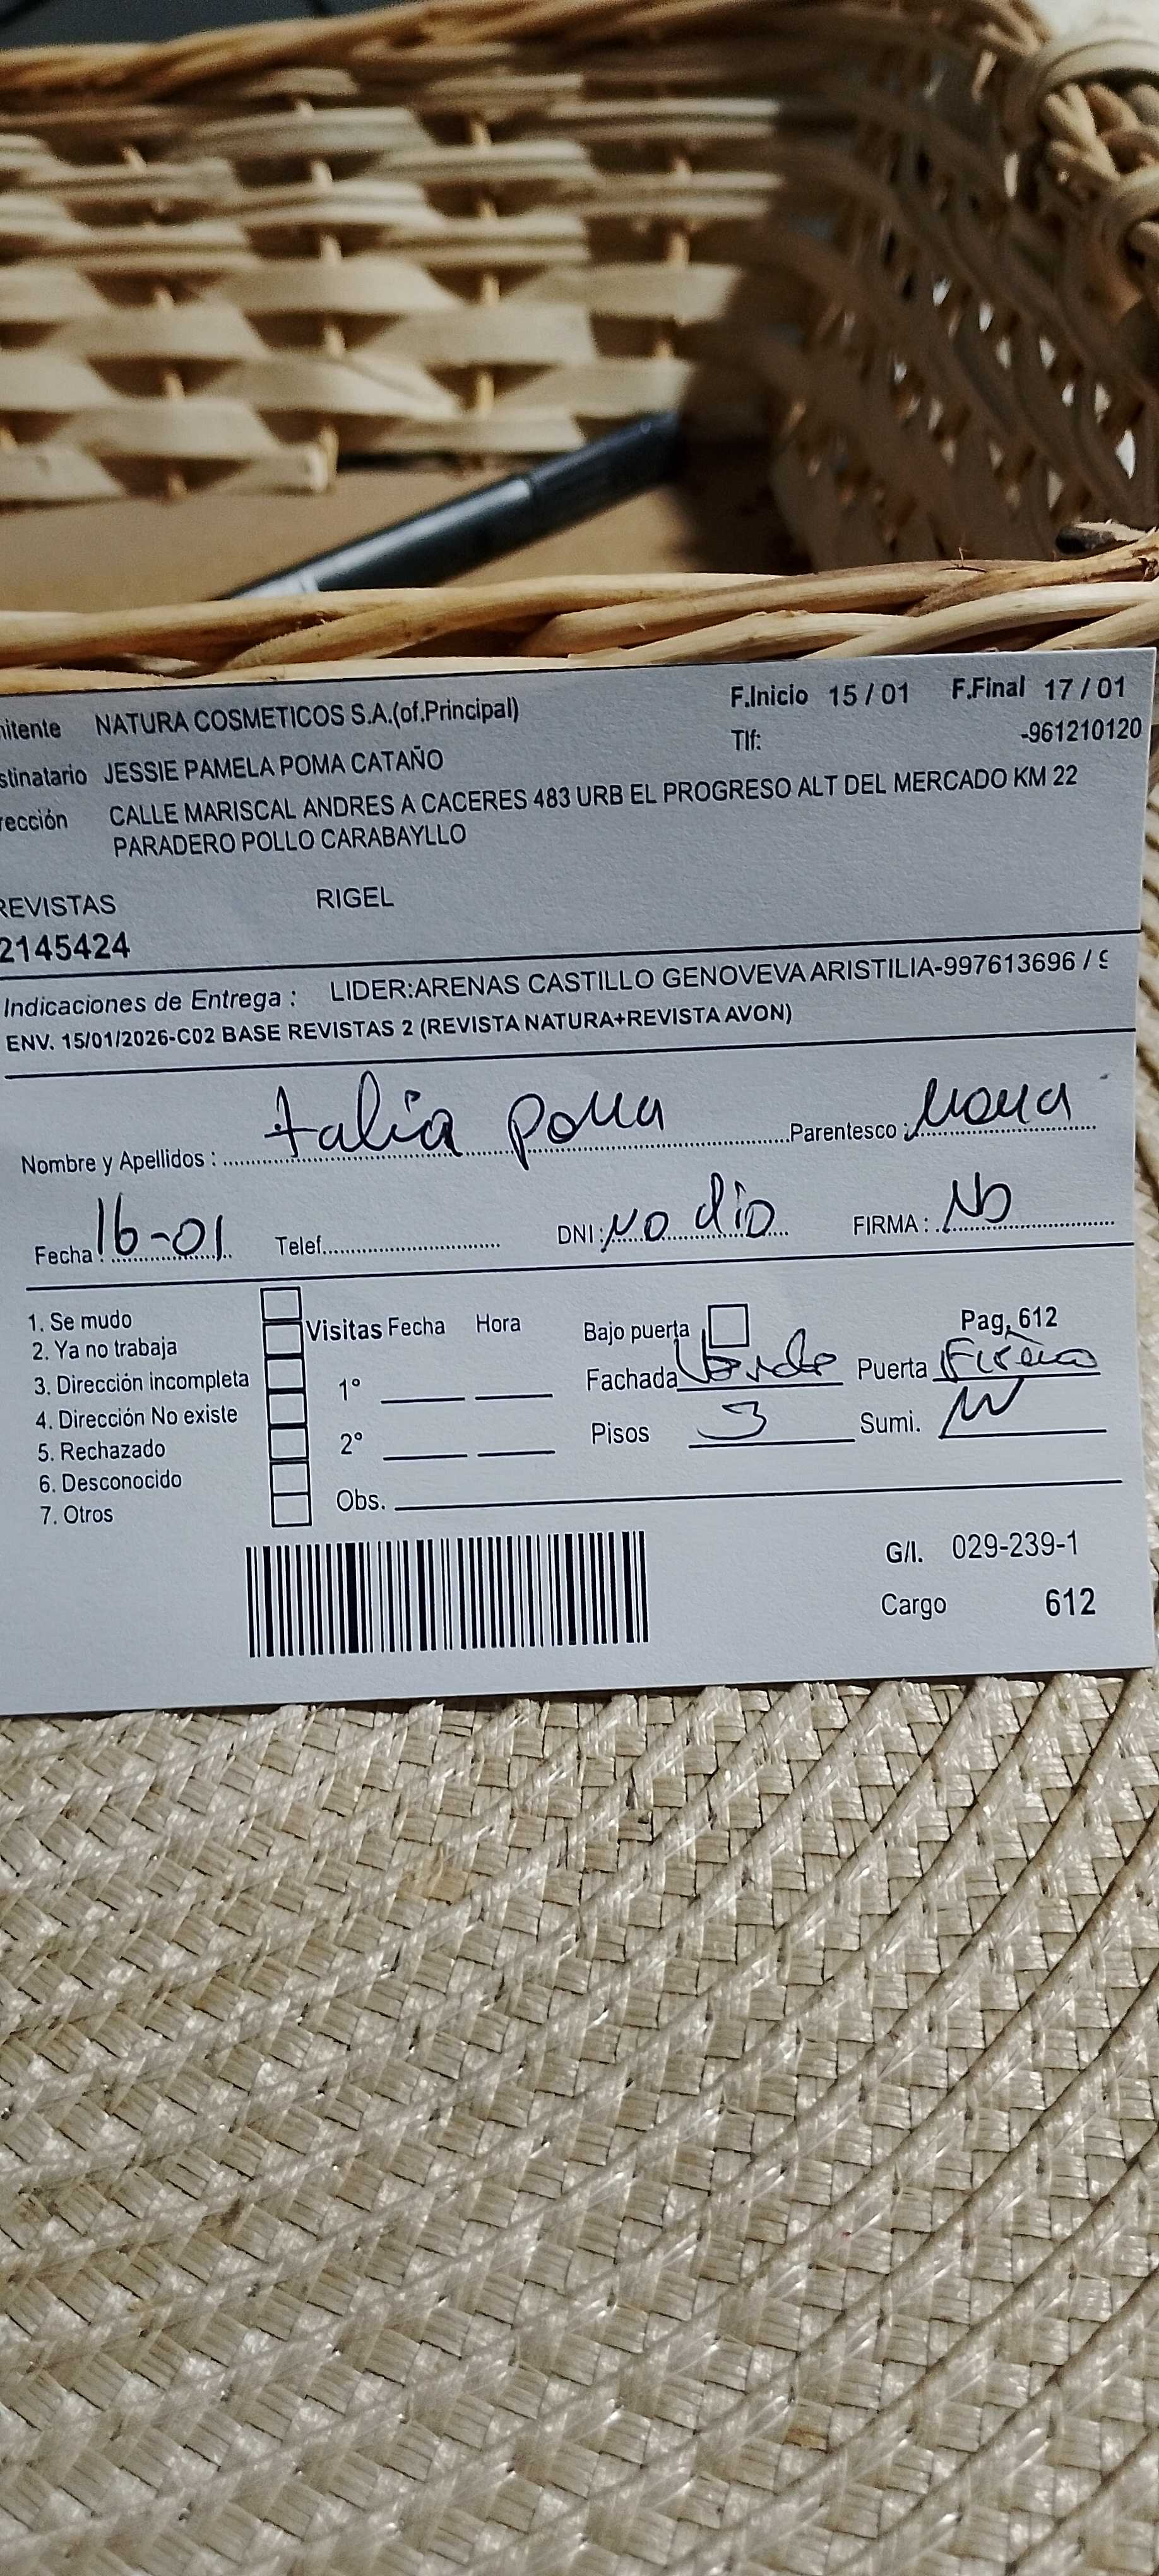 nitente NATURA COSMETICOS S.A.(of.Principal) F.Inicio 15 / 01 F.Final 17 / 01
Tlf: -961210120
stinatario JESSIE PAMELA POMA CATAÑO
rección CALLE MARISCAL ANDRES A CACERES 483 URB EL PROGRESO ALT DEL MERCADO KM 22
PARADERO POLLO CARABAYLLO
REVISTAS RIGEL
2145424
Indicaciones de Entrega : LIDER:ARENAS CASTILLO GENOVEVA ARISTILIA-997613696 / 9
ENV. 15/01/2026-C02 BASE REVISTAS 2 (REVISTA NATURA+REVISTA AVON)
Nombre y Apellidos : talia poma Parentesco :
Fecha : 16-01 Telef. DNI: No dio FIRMA : No
1. Se mudo
2. Ya no trabaja
3. Dirección incompleta
4. Dirección No existe
5. Rechazado
6. Desconocido
7. Otros
Visitas Fecha Hora
1°
2°
Obs.
Bajo puerta Pag. 612
Fachada Verde Puerta Fierro
Pisos 3 Sumi.
G/l. 029-239-1
Cargo 612